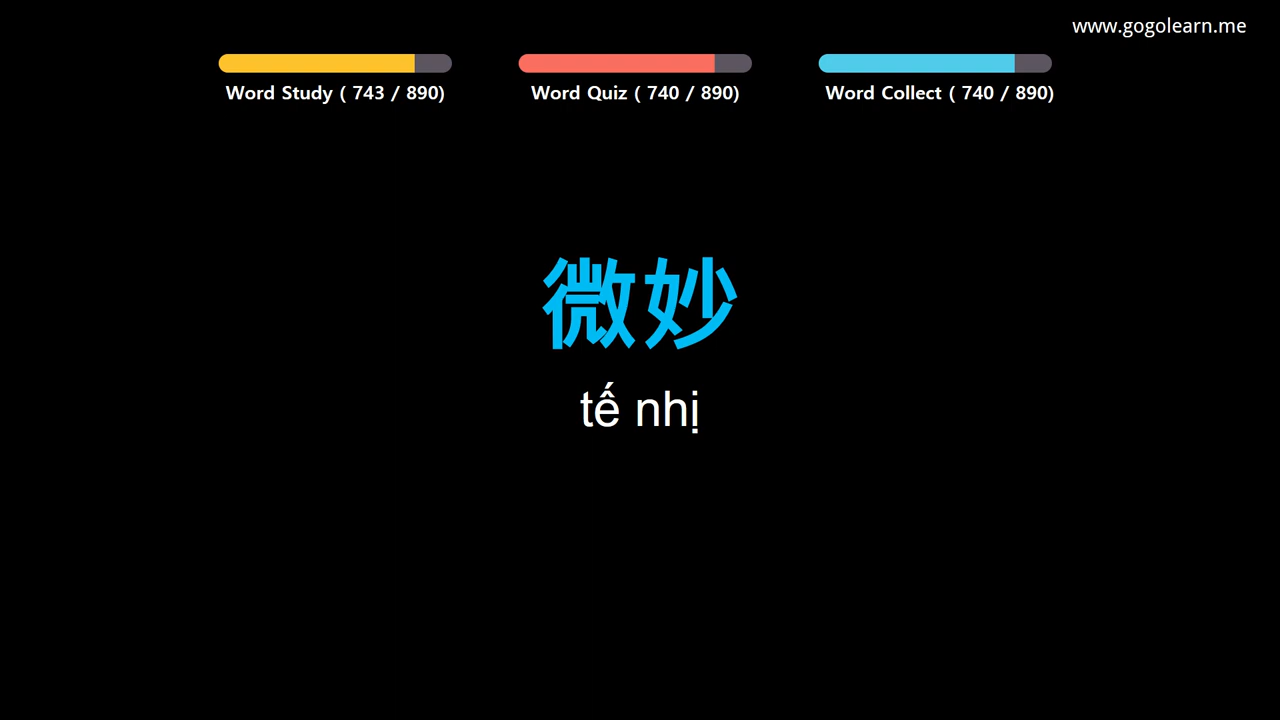 www.gogolearn.me
Word Study ( 743 / 890)
Word Quiz ( 740 / 890)
Word Collect ( 740 / 890)
微妙
tế nhị